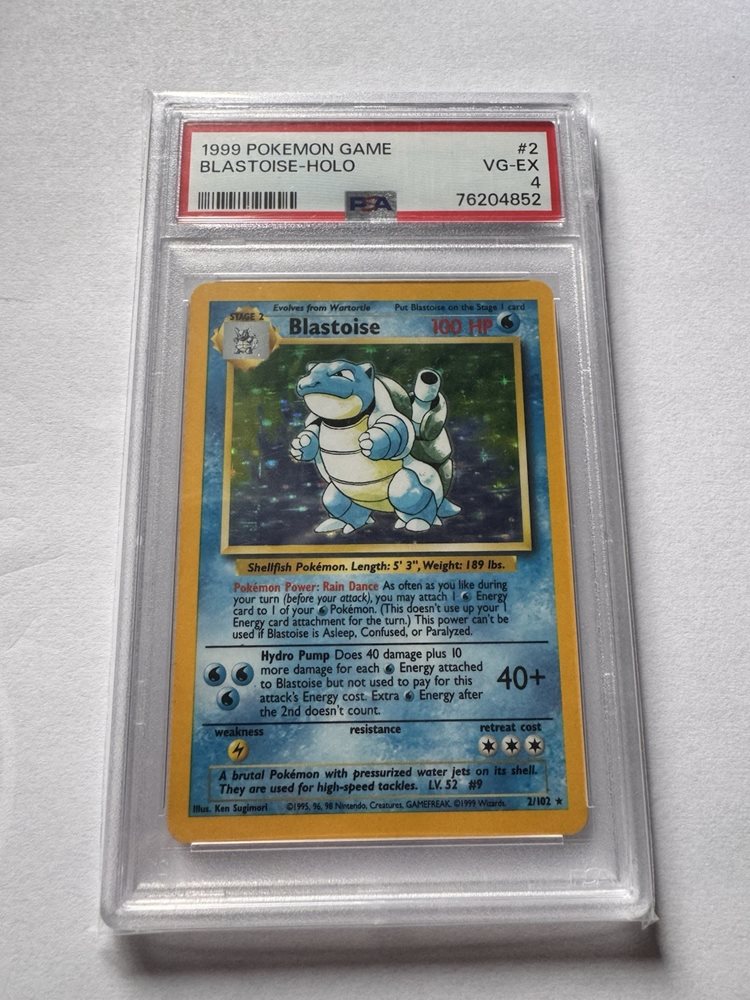 1999 POKEMON GAME #2
BLASTOISE-HOLO VG-EX
4
PSA 76204852
Evolves from Wartortle Put Blastoise on the Stage 1 card
STAGE 2
Blastoise 100 HP
Shellfish Pokémon. Length: 5' 3", Weight: 189 lbs.
Pokémon Power: Rain Dance As often as you like during
your turn (before your attack), you may attach 1 Energy
card to 1 of your Pokémon. (This doesn't use up your 1
Energy card attachment for the turn.) This power can't be
used if Blastoise is Asleep, Confused, or Paralyzed.
Hydro Pump Does 40 damage plus 10
more damage for each Energy attached
to Blastoise but not used to pay for this
attack's Energy cost. Extra Energy after
the 2nd doesn't count.
40+
weakness resistance retreat cost
A brutal Pokémon with pressurized water jets on its shell.
They are used for high-speed tackles. LV. 52 #9
Illus. Ken Sugimori ©1995, 96, 98 Nintendo, Creatures, GAMEFREAK. ©1999 Wizards. 2/102 ★